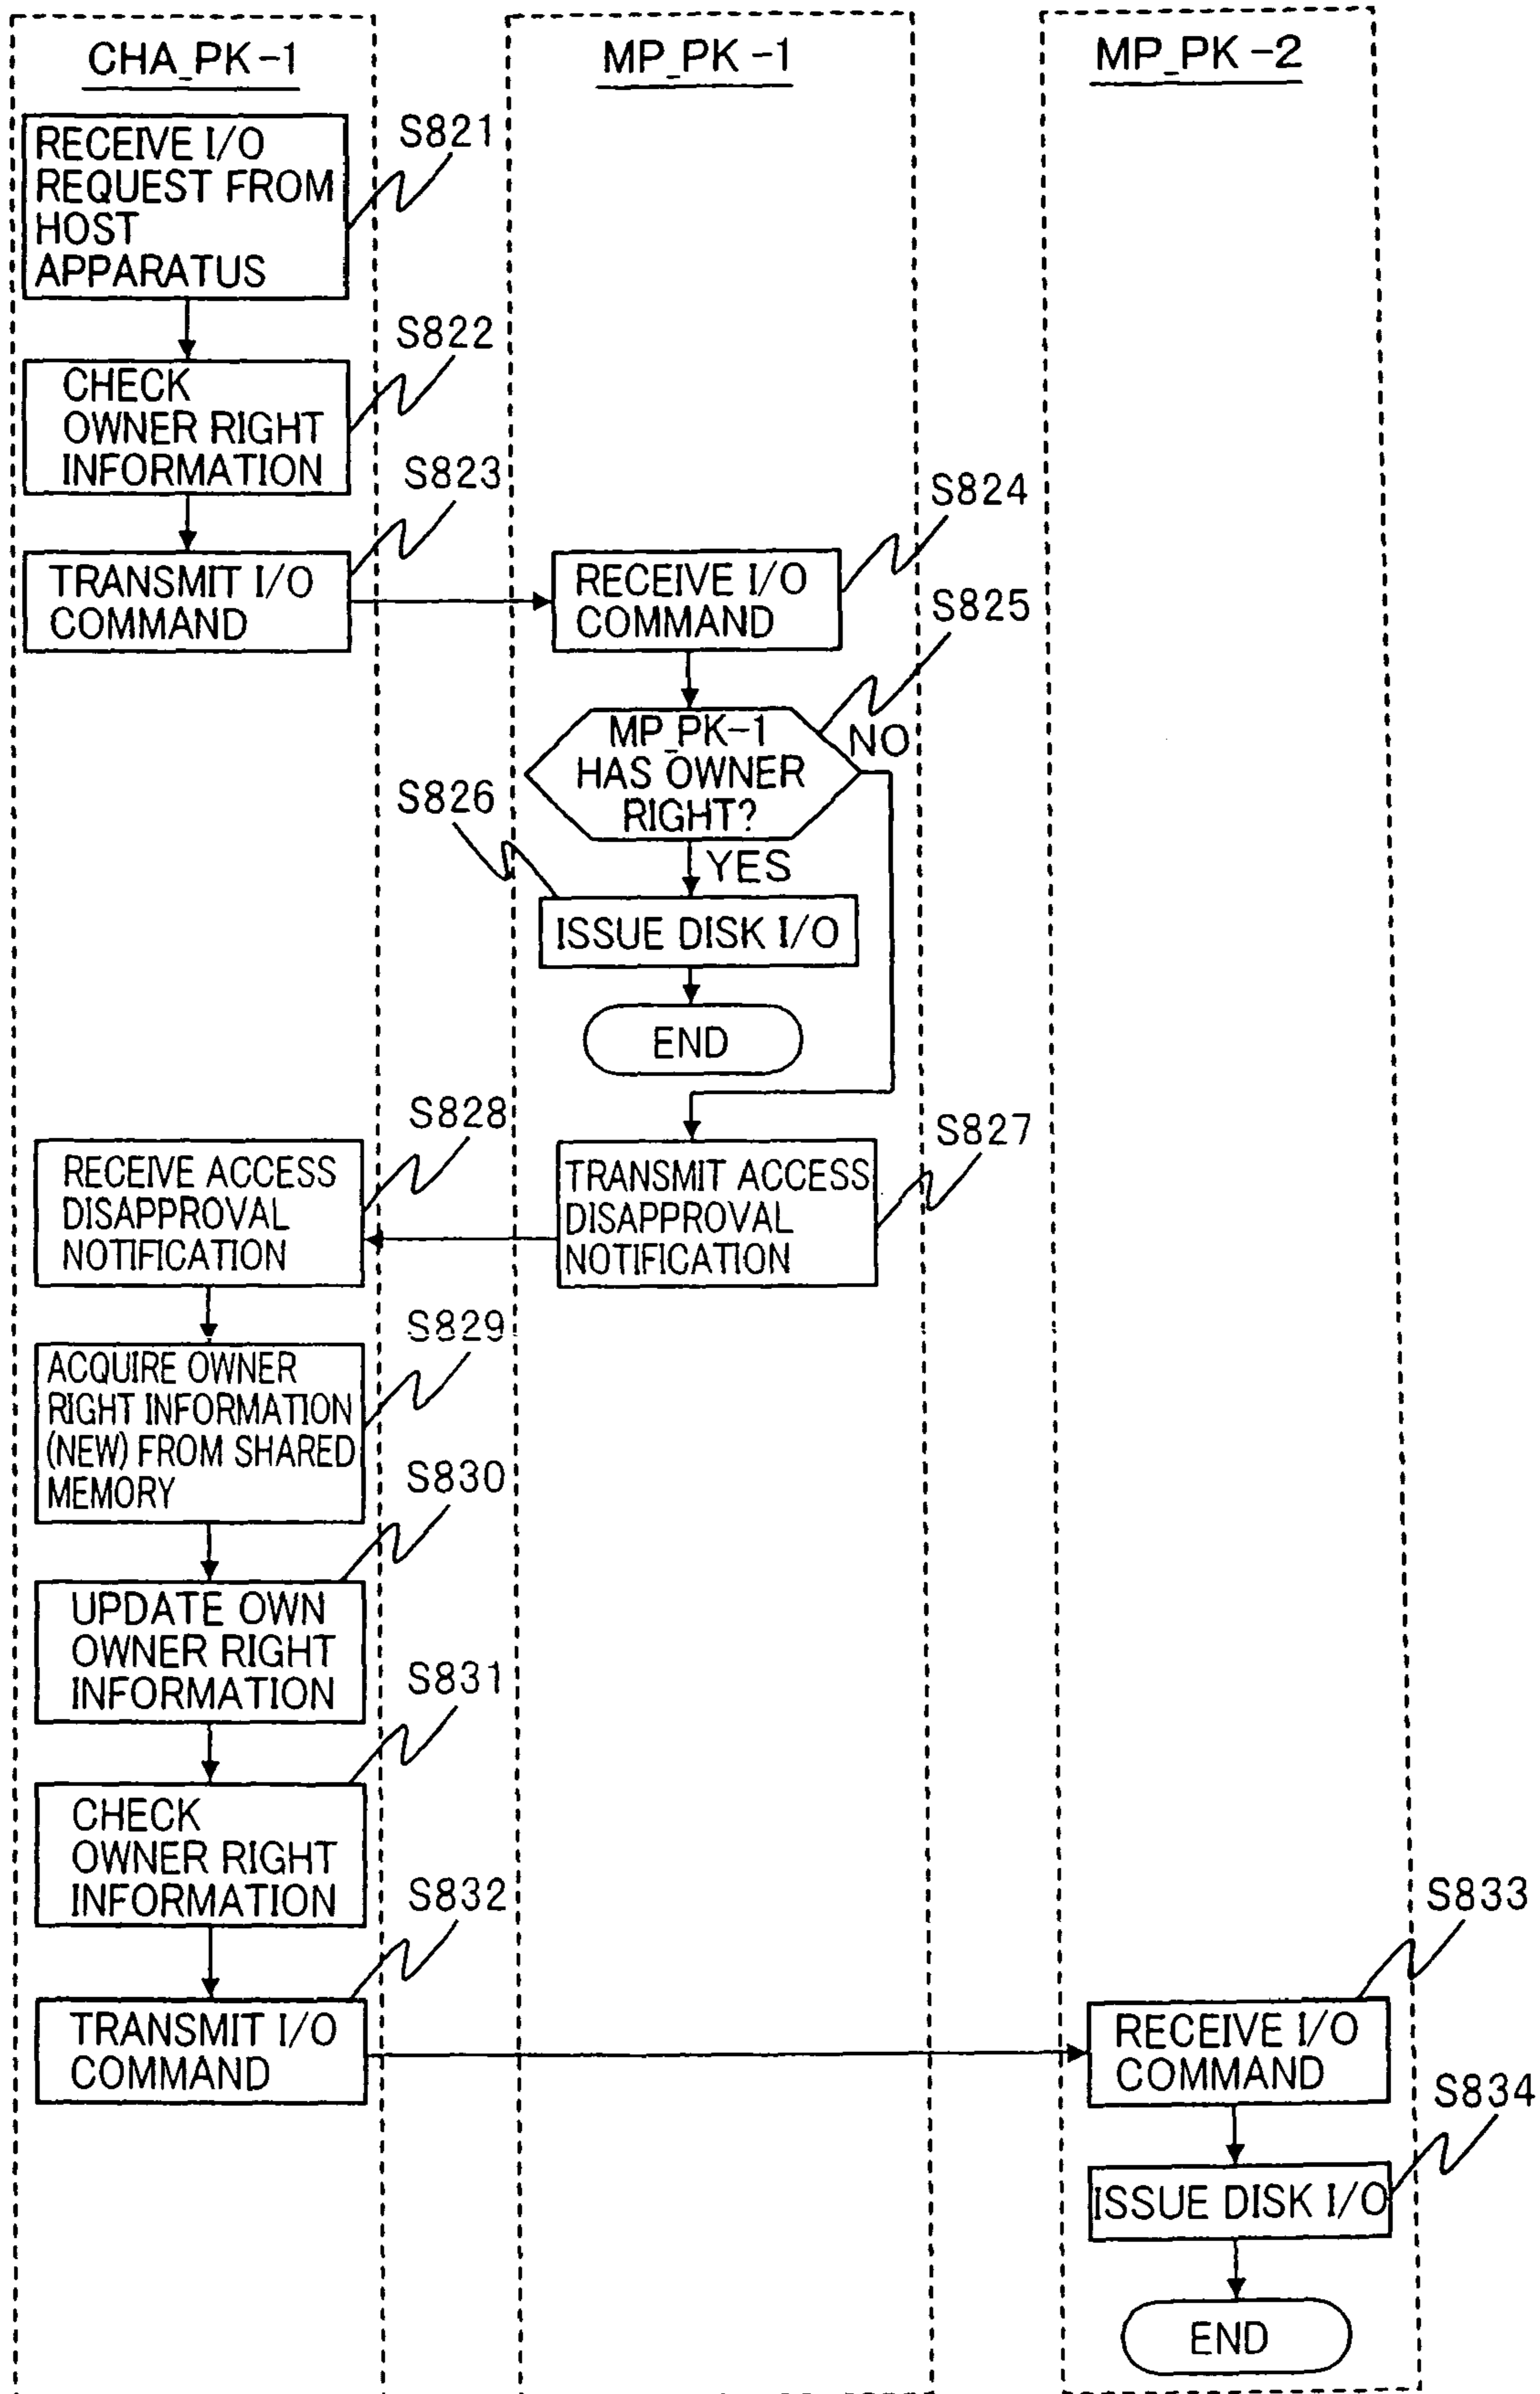 CHA_PK-1
MP_PK-1
MP_PK-2
RECEIVE I/O
REQUEST FROM
HOST
APPARATUS
S821
CHECK
OWNER RIGHT
INFORMATION
S822
TRANSMIT I/O
COMMAND
S823
RECEIVE I/O
COMMAND
S824
MP_PK-1
HAS OWNER
RIGHT?
S825
NO
YES
S826
ISSUE DISK I/O
END
TRANSMIT ACCESS
DISAPPROVAL
NOTIFICATION
S827
RECEIVE ACCESS
DISAPPROVAL
NOTIFICATION
S828
ACQUIRE OWNER
RIGHT INFORMATION
(NEW) FROM SHARED
MEMORY
S829
UPDATE OWN
OWNER RIGHT
INFORMATION
S830
CHECK
OWNER RIGHT
INFORMATION
S831
TRANSMIT I/O
COMMAND
S832
RECEIVE I/O
COMMAND
S833
ISSUE DISK I/O
S834
END